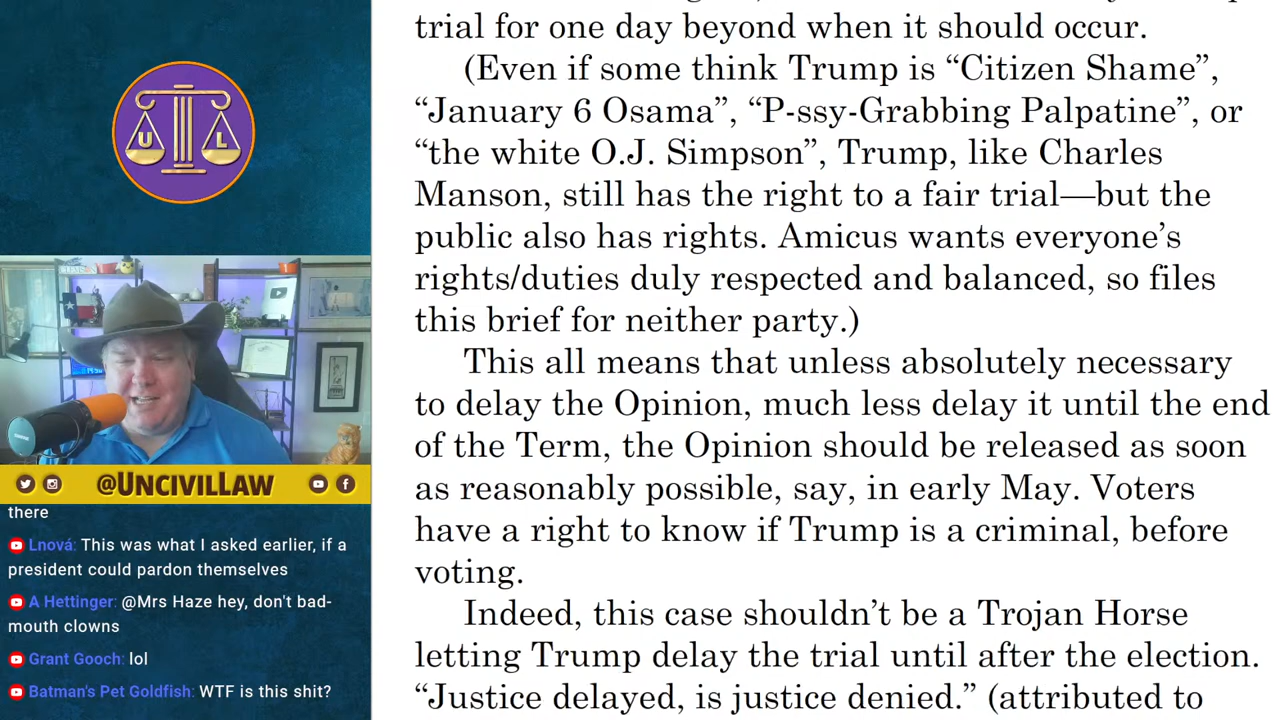 U L
@UNCIVILLAW
there
Lnová: This was what I asked earlier, if a
president could pardon themselves
A Hettinger: @Mrs Haze hey, don't bad-
mouth clowns
Grant Gooch: lol
Batman's Pet Goldfish: WTF is this shit?
trial for one day beyond when it should occur.
(Even if some think Trump is “Citizen Shame”,
“January 6 Osama”, “P-ssy-Grabbing Palpatine”, or
“the white O.J. Simpson”, Trump, like Charles
Manson, still has the right to a fair trial—but the
public also has rights. Amicus wants everyone’s
rights/duties duly respected and balanced, so files
this brief for neither party.)
This all means that unless absolutely necessary
to delay the Opinion, much less delay it until the end
of the Term, the Opinion should be released as soon
as reasonably possible, say, in early May. Voters
have a right to know if Trump is a criminal, before
voting.
Indeed, this case shouldn’t be a Trojan Horse
letting Trump delay the trial until after the election.
“Justice delayed, is justice denied.” (attributed to